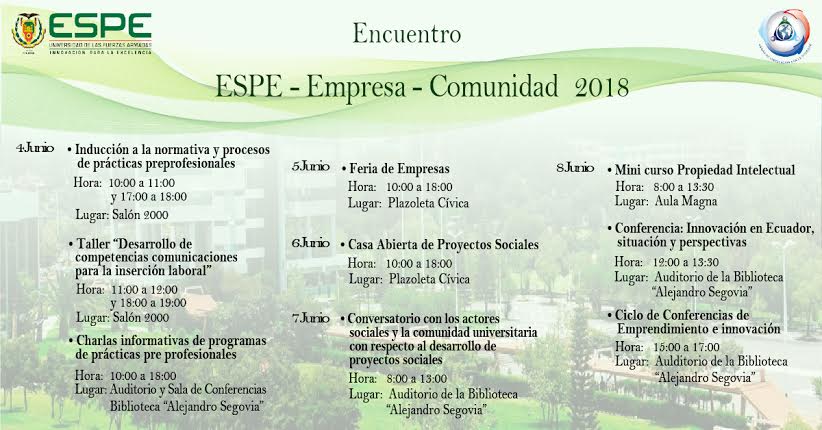 ESPE
UNIVERSIDAD DE LAS FUERZAS ARMADAS
INNOVACIÓN PARA LA EXCELENCIA
Encuentro
ESPE - Empresa - Comunidad 2018
4 Junio
• Inducción a la normativa y procesos
de prácticas preprofesionales
Hora: 10:00 a 11:00
y 17:00 a 18:00
Lugar: Salón 2000
• Taller “Desarrollo de
competencias comunicaciones
para la inserción laboral”
Hora: 11:00 a 12:00
y 18:00 a 19:00
Lugar: Salón 2000
• Charlas informativas de programas
de prácticas pre profesionales
Hora: 10:00 a 18:00
Lugar: Auditorio y Sala de Conferencias
Biblioteca “Alejandro Segovia”
5 Junio
• Feria de Empresas
Hora: 10:00 a 18:00
Lugar: Plazoleta Cívica
6 Junio
• Casa Abierta de Proyectos Sociales
Hora: 10:00 a 18:00
Lugar: Plazoleta Cívica
7 Junio
• Conversatorio con los actores
sociales y la comunidad universitaria
con respecto al desarrollo de
proyectos sociales
Hora: 8:00 a 13:00
Lugar: Auditorio de la Biblioteca
“Alejandro Segovia”
8 Junio
• Mini curso Propiedad Intelectual
Hora: 8:00 a 13:30
Lugar: Aula Magna
• Conferencia: Innovación en Ecuador,
situación y perspectivas
Hora: 12:00 a 13:30
Lugar: Auditorio de la Biblioteca
“Alejandro Segovia”
• Ciclo de Conferencias de
Emprendimiento e innovación
Hora: 15:00 a 17:00
Lugar: Aulditorio de la Biblioteca
“Alejandro Segovia”